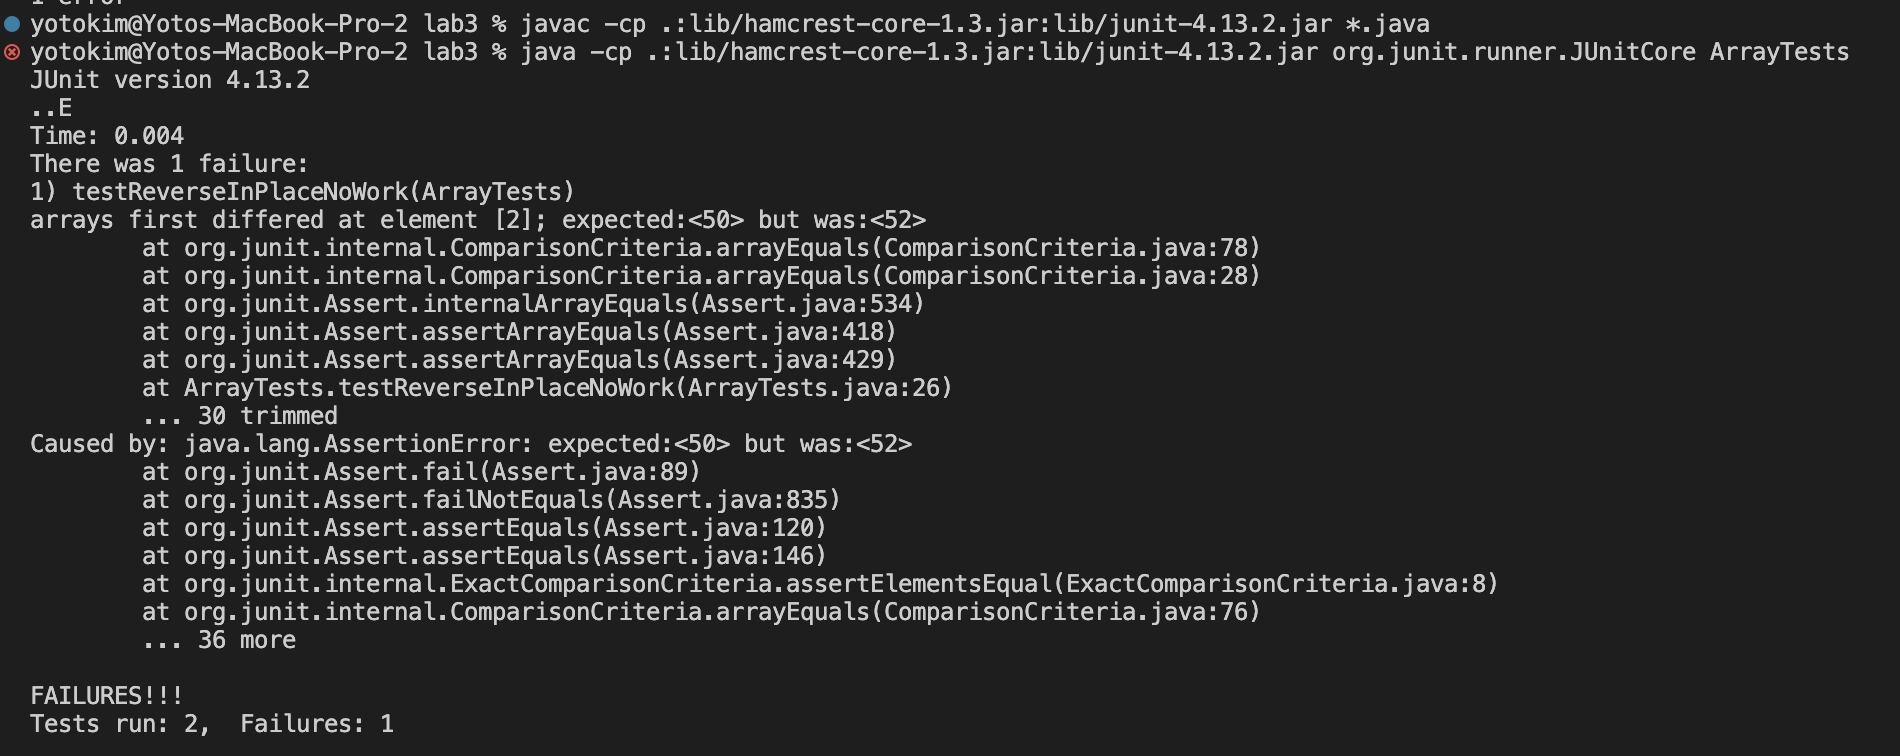 1 error
yotokim@Yotos-MacBook-Pro-2 lab3 % javac -cp .:lib/hamcrest-core-1.3.jar:lib/junit-4.13.2.jar *.java
yotokim@Yotos-MacBook-Pro-2 lab3 % java -cp .:lib/hamcrest-core-1.3.jar:lib/junit-4.13.2.jar org.junit.runner.JUnitCore ArrayTests
JUnit version 4.13.2
..E
Time: 0.004
There was 1 failure:
1) testReverseInPlaceNoWork(ArrayTests)
arrays first differed at element [2]; expected:<50> but was:<52>
        at org.junit.internal.ComparisonCriteria.arrayEquals(ComparisonCriteria.java:78)
        at org.junit.internal.ComparisonCriteria.arrayEquals(ComparisonCriteria.java:28)
        at org.junit.Assert.internalArrayEquals(Assert.java:534)
        at org.junit.Assert.assertArrayEquals(Assert.java:418)
        at org.junit.Assert.assertArrayEquals(Assert.java:429)
        at ArrayTests.testReverseInPlaceNoWork(ArrayTests.java:26)
        ... 30 trimmed
Caused by: java.lang.AssertionError: expected:<50> but was:<52>
        at org.junit.Assert.fail(Assert.java:89)
        at org.junit.Assert.failNotEquals(Assert.java:835)
        at org.junit.Assert.assertEquals(Assert.java:120)
        at org.junit.Assert.assertEquals(Assert.java:146)
        at org.junit.internal.ExactComparisonCriteria.assertElementsEqual(ExactComparisonCriteria.java:8)
        at org.junit.internal.ComparisonCriteria.arrayEquals(ComparisonCriteria.java:76)
        ... 36 more

FAILURES!!!
Tests run: 2,  Failures: 1